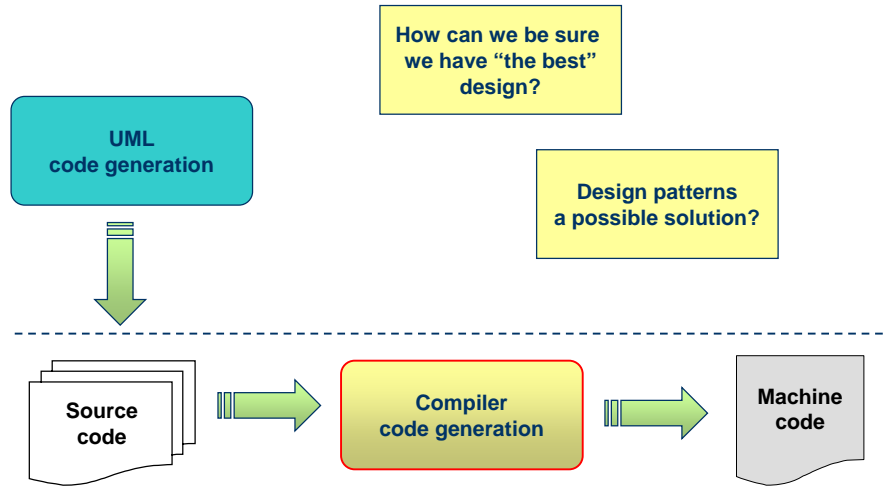 How can we be sure
we have “the best”
design?
UML
code generation
Design patterns
a possible solution?
Source
code
Compiler
code generation
Machine
code